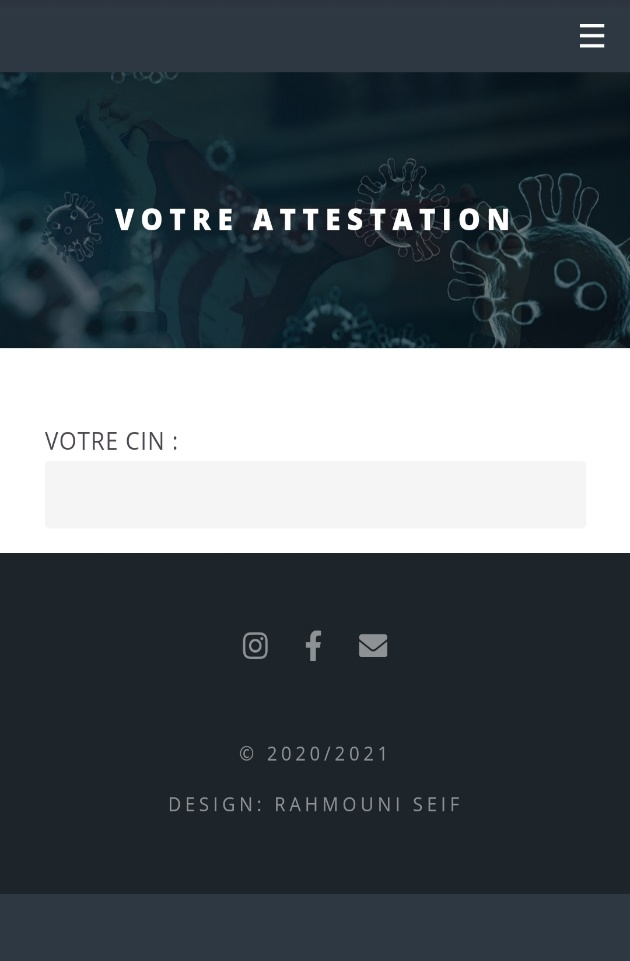 VOTRE ATTESTATION
VOTRE CIN :
© 2020/2021
DESIGN: RAHMOUNI SEIF